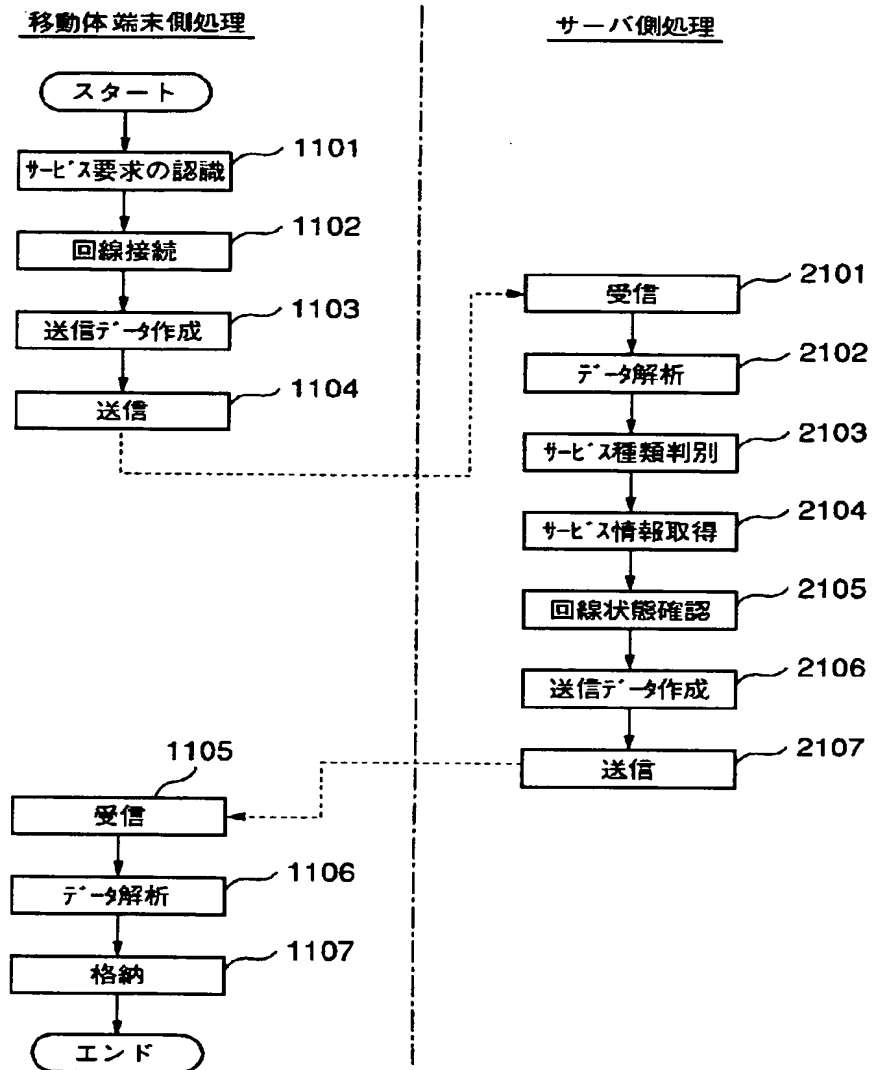 移動体端末側処理
サーバ側処理
スタート
サービス要求の認識
1101
回線接続
1102
送信データ作成
1103
送信
1104
受信
2101
データ解析
2102
サービス種類判別
2103
サービス情報取得
2104
回線状態確認
2105
送信データ作成
2106
送信
2107
受信
1105
データ解析
1106
格納
1107
エンド